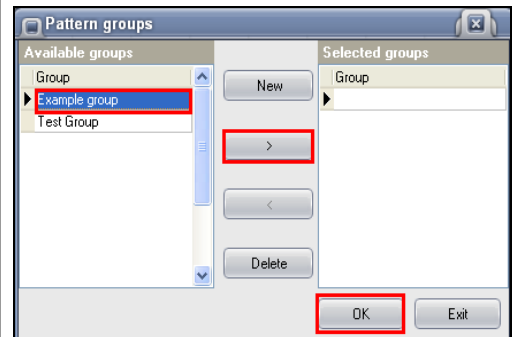 Pattern groups
Available groups
Selected groups
Group
Group
Example group
Test Group
New
>
<
Delete
OK
Exit